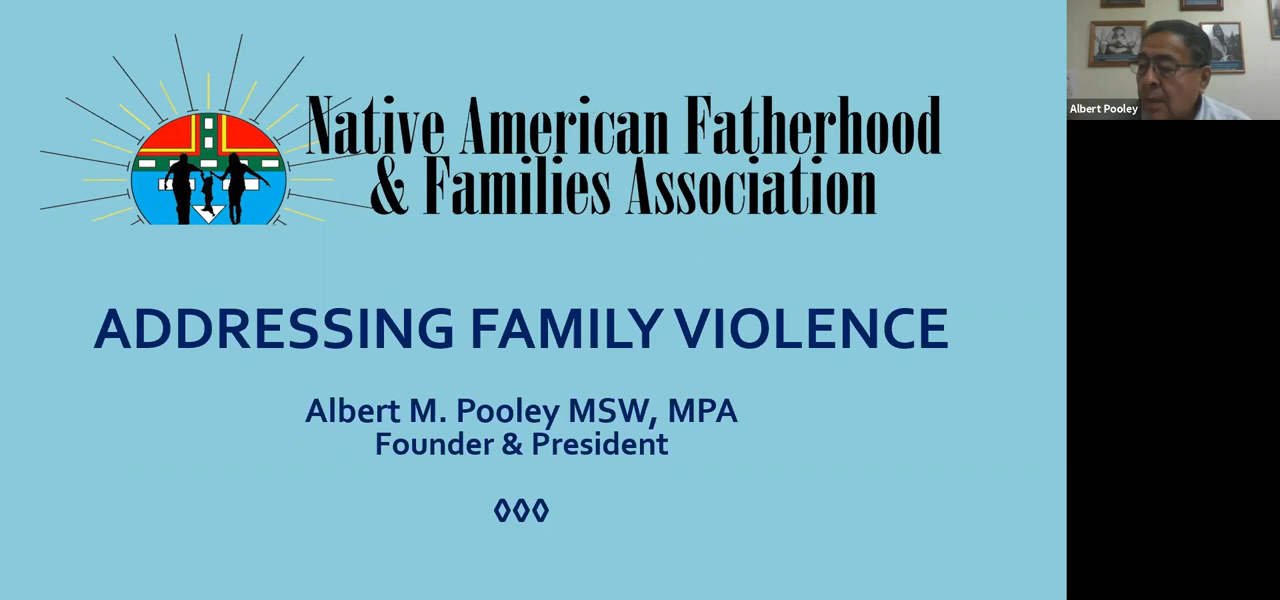 Native American Fatherhood
& Families Association
ADDRESSING FAMILY VIOLENCE
Albert M. Pooley MSW, MPA
Founder & President
◊◊◊
Albert Pooley